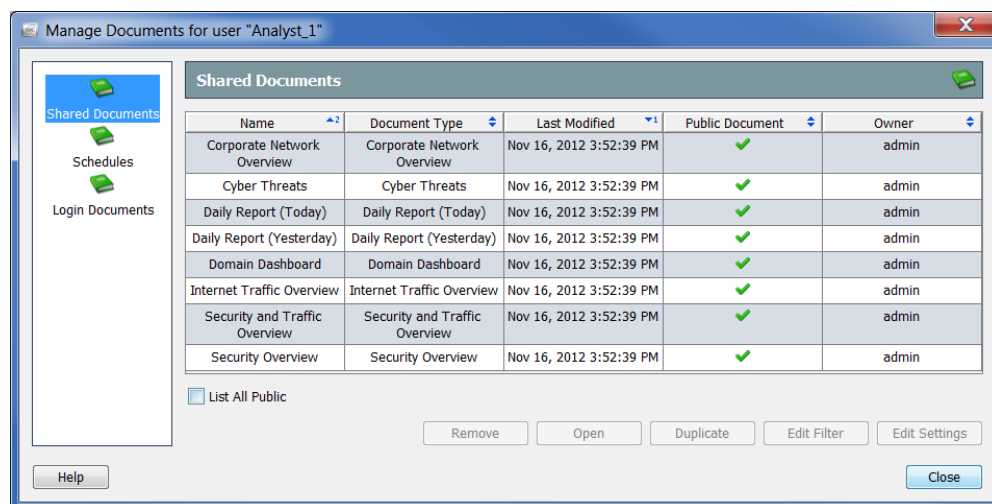 Manage Documents for user "Analyst_1"
X
Shared Documents
Schedules
Login Documents
Shared Documents
Name 2 Document Type Last Modified 1 Public Document Owner
Corporate Network Overview Corporate Network Overview Nov 16, 2012 3:52:39 PM admin
Cyber Threats Cyber Threats Nov 16, 2012 3:52:39 PM admin
Daily Report (Today) Daily Report (Today) Nov 16, 2012 3:52:39 PM admin
Daily Report (Yesterday) Daily Report (Yesterday) Nov 16, 2012 3:52:39 PM admin
Domain Dashboard Domain Dashboard Nov 16, 2012 3:52:39 PM admin
Internet Traffic Overview Internet Traffic Overview Nov 16, 2012 3:52:39 PM admin
Security and Traffic Overview Security and Traffic Overview Nov 16, 2012 3:52:39 PM admin
Security Overview Security Overview Nov 16, 2012 3:52:39 PM admin
List All Public
Remove Open Duplicate Edit Filter Edit Settings
Help Close